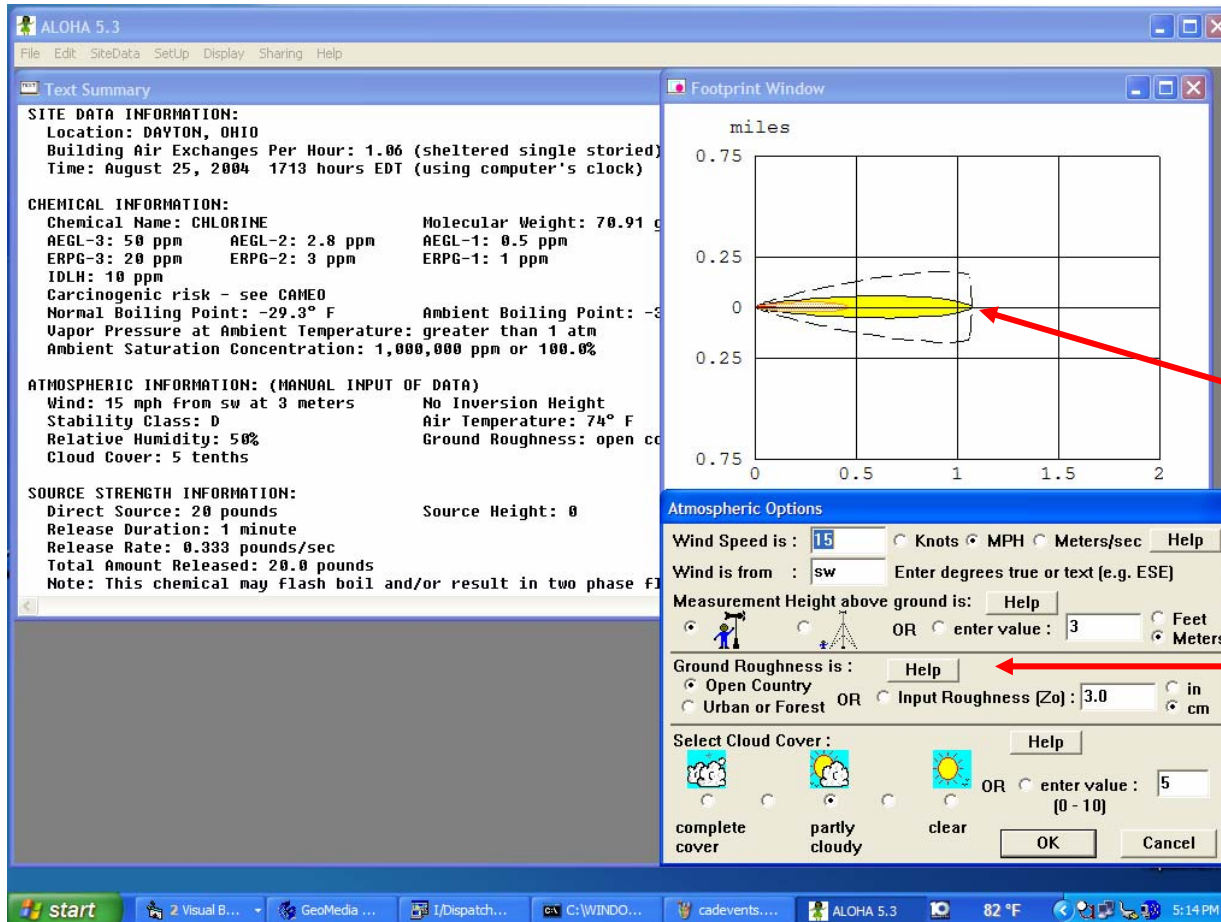 ALOHA 5.3
File Edit SiteData SetUp Display Sharing Help
Text Summary
SITE DATA INFORMATION:
Location: DAYTON, OHIO
Building Air Exchanges Per Hour: 1.06 (sheltered single storied)
Time: August 25, 2004 1713 hours EDT (using computer's clock)
CHEMICAL INFORMATION:
Chemical Name: CHLORINE Molecular Weight: 70.91
AEGL-3: 50 ppm AEGL-2: 2.8 ppm AEGL-1: 0.5 ppm
ERPG-3: 20 ppm ERPG-2: 3 ppm ERPG-1: 1 ppm
IDLH: 10 ppm
Carcinogenic risk - see CAMEO
Normal Boiling Point: -29.3° F Ambient Boiling Point:
Vapor Pressure at Ambient Temperature: greater than 1 atm
Ambient Saturation Concentration: 1,000,000 ppm or 100.0%
ATMOSPHERIC INFORMATION: (MANUAL INPUT OF DATA)
Wind: 15 mph from sw at 3 meters No Inversion Height
Stability Class: D Air Temperature: 74° F
Relative Humidity: 50% Ground Roughness: open
Cloud Cover: 5 tenths
SOURCE STRENGTH INFORMATION:
Direct Source: 20 pounds Source Height: 0
Release Duration: 1 minute
Release Rate: 0.333 pounds/sec
Total Amount Released: 20.0 pounds
Note: This chemical may flash boil and/or result in two phase
Footprint Window
miles
0.75
0.25
0
0.25
0.75
0 0.5 1 1.5 2
Atmospheric Options
Wind Speed is : 15 Knots MPH Meters/sec Help
Wind is from : sw Enter degrees true or text (e.g. ESE)
Measurement Height above ground is: Help
OR enter value : 3 Feet
Meters
Ground Roughness is : Help
Open Country
Urban or Forest OR Input Roughness (Zo) : 3.0 in
cm
Select Cloud Cover : Help
OR enter value : 5
(0 - 10)
complete cover
partly cloudy
clear
OK Cancel
start 2 Visual B... GeoMedia ... I/Dispatch... C:\WINDO... cadevents.... ALOHA 5.3 82 °F 5:14 PM